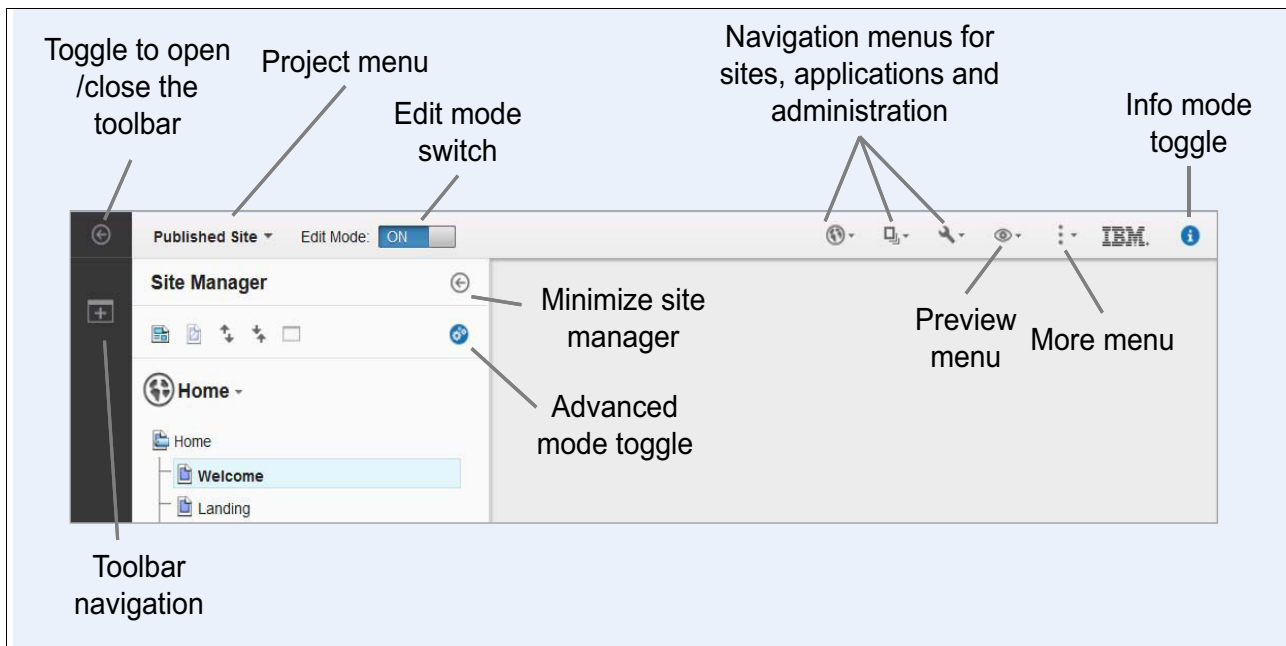 Toggle to open
/close the
toolbar
Project menu
Edit mode
switch
Navigation menus for
sites, applications and
administration
Info mode
toggle
Published Site
Edit Mode:
ON
IBM.
Site Manager
Minimize site
manager
Preview
menu
More menu
Home
Advanced
mode toggle
Home
Welcome
Landing
Toolbar
navigation